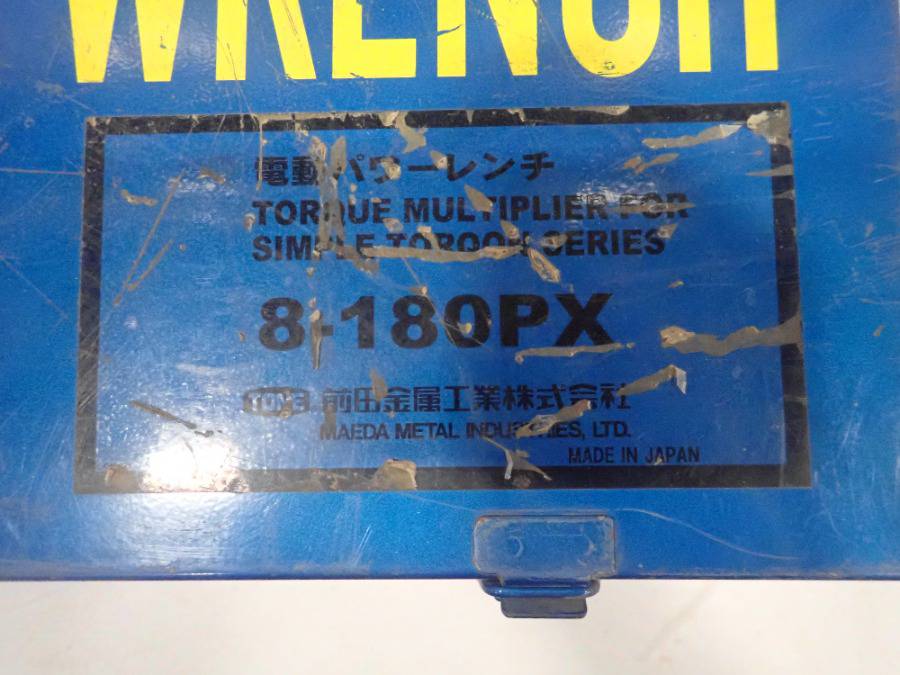 WRENCH
電動パワーレンチ
TORQUE MULTIPLIER FOR
SIMPLE TORQON SERIES
8-180PX
TONE 前田金属工業株式会社
MAEDA METAL INDUSTRIES, LTD.
MADE IN JAPAN